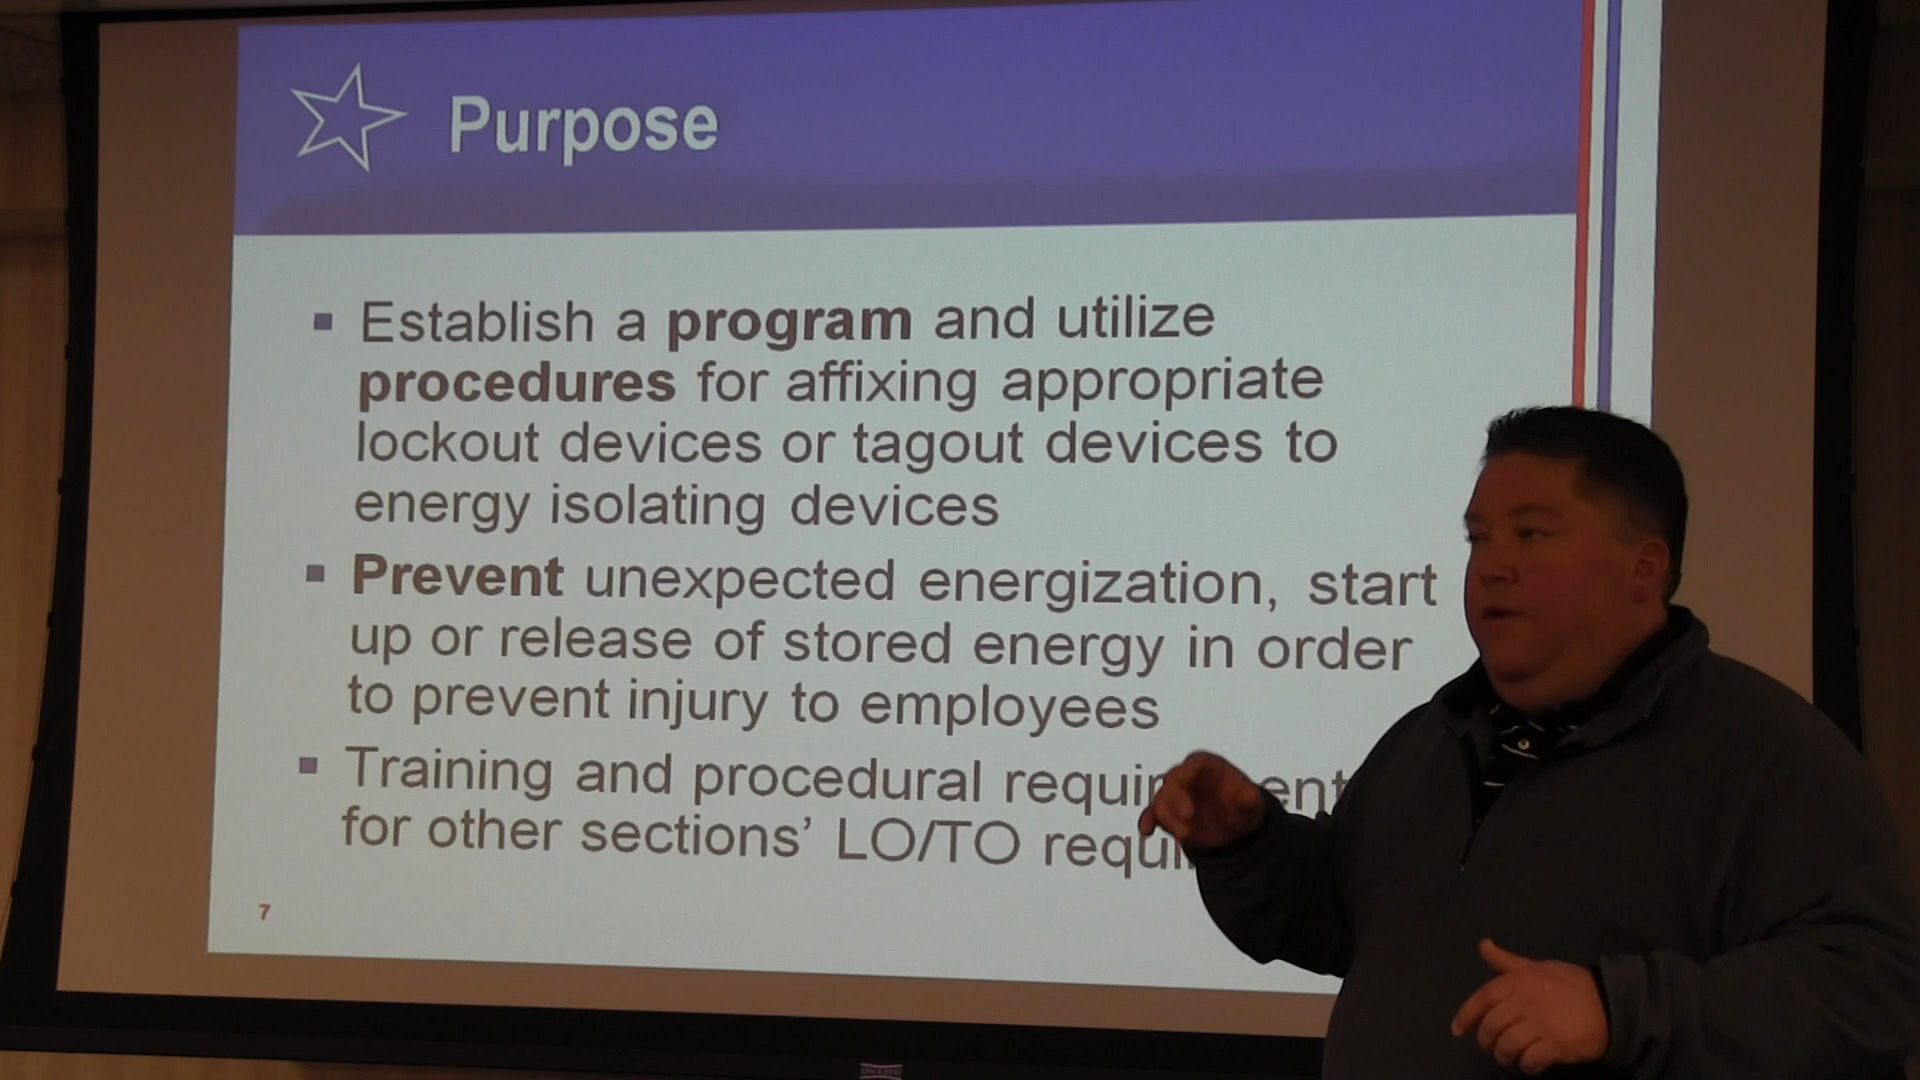 Purpose
Establish a program and utilize
procedures for affixing appropriate
lockout devices or tagout devices to
energy isolating devices
Prevent unexpected energization, start
up or release of stored energy in order
to prevent injury to employees
Training and procedural
for other sections' LO/TO
7